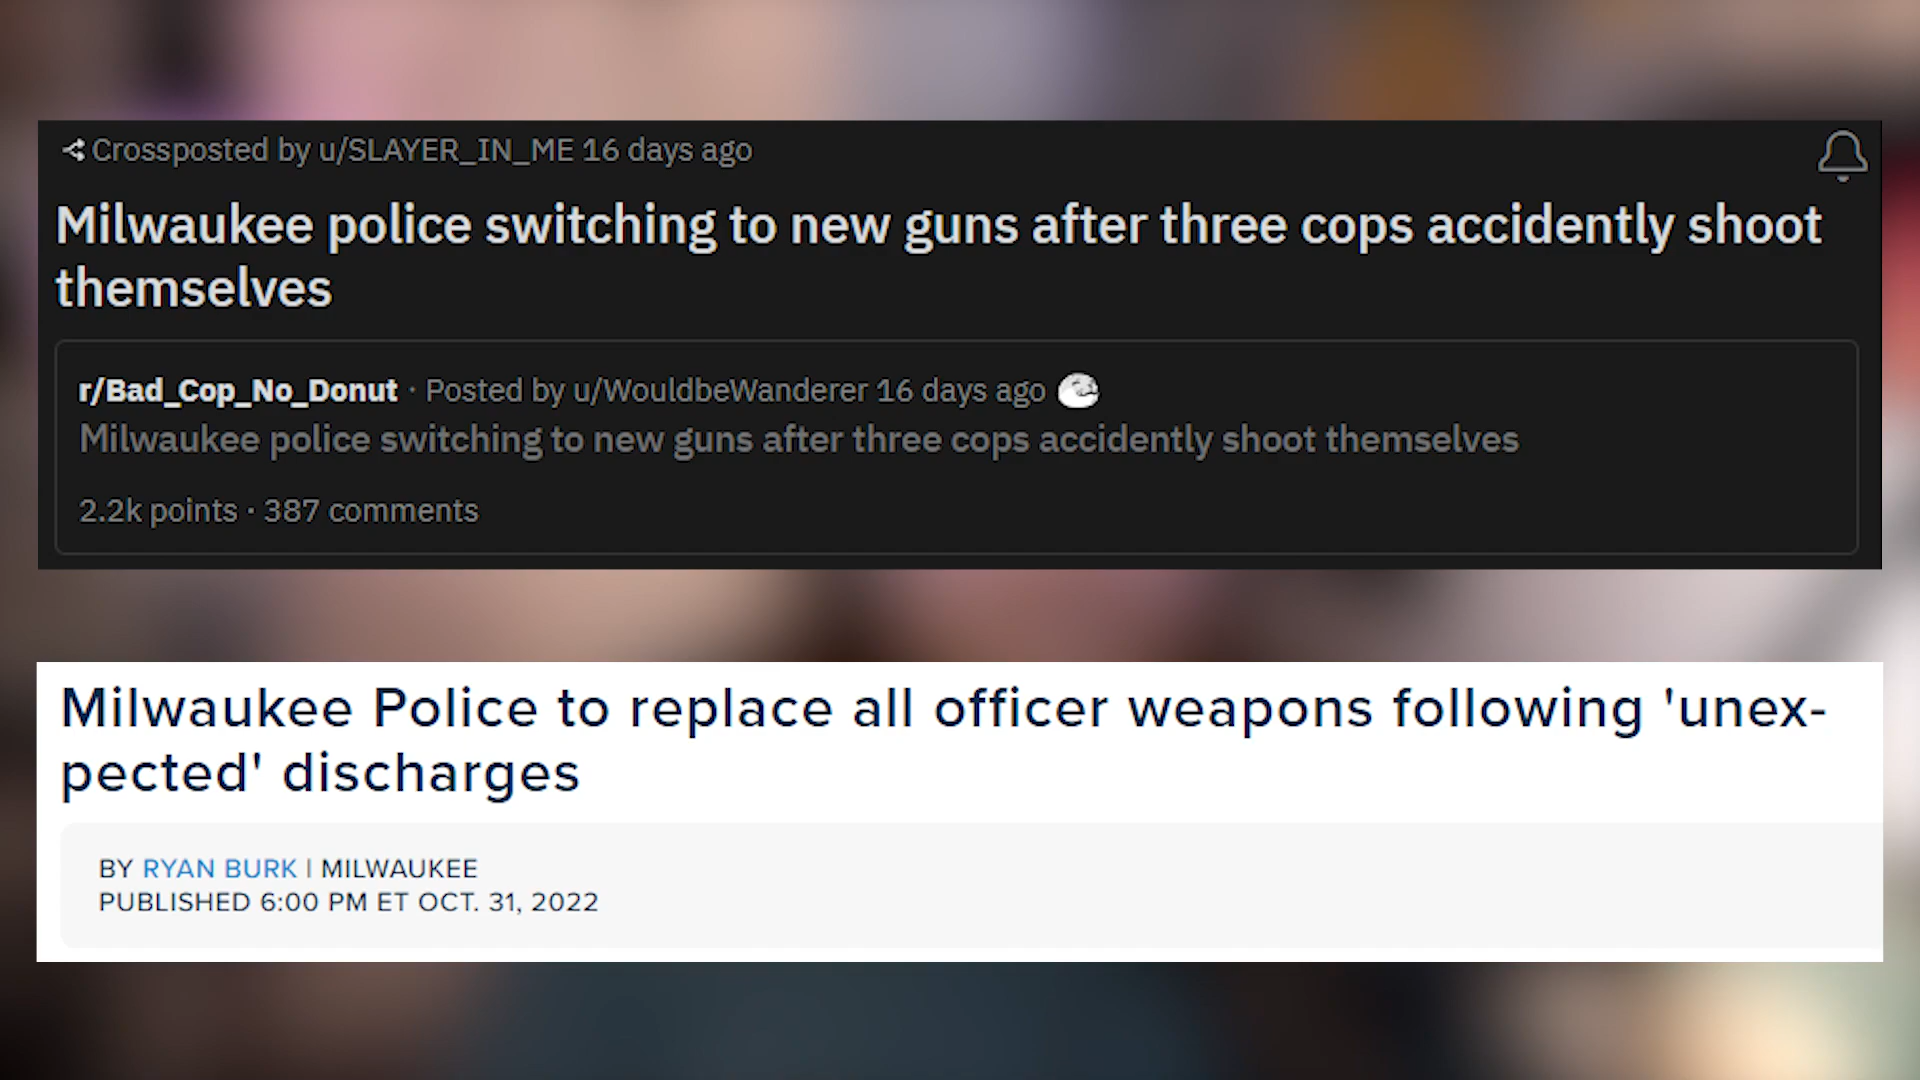 Crossposted by u/SLAYER_IN_ME 16 days ago
Milwaukee police switching to new guns after three cops accidently shoot
themselves
r/Bad_Cop_No_Donut · Posted by u/WouldbeWanderer 16 days ago
Milwaukee police switching to new guns after three cops accidently shoot themselves
2.2k points · 387 comments
Milwaukee Police to replace all officer weapons following 'unex-
pected' discharges
BY RYAN BURK | MILWAUKEE
PUBLISHED 6:00 PM ET OCT. 31, 2022